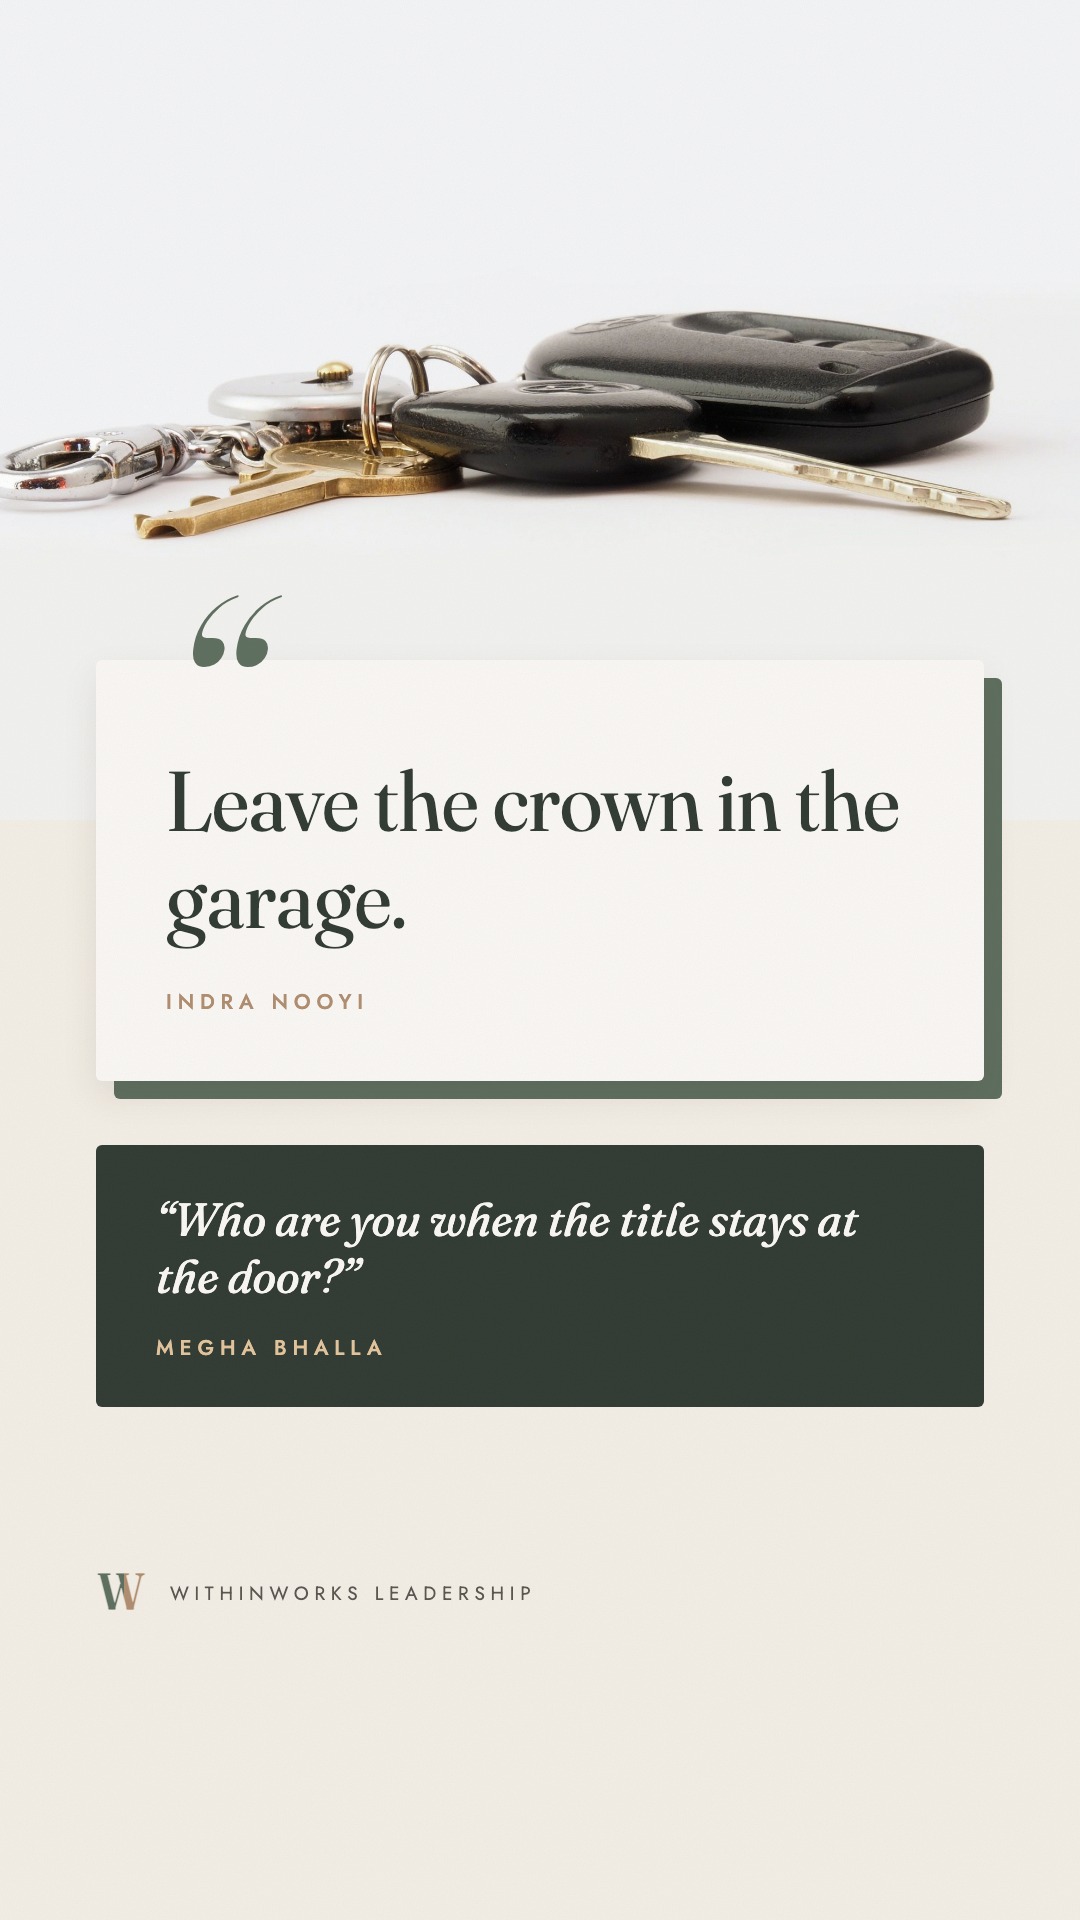 “
Leave the crown in the
garage.
INDRA NOOYI
“Who are you when the title stays at
the door?”
MEGHA BHALLA
W WITHINWORKS LEADERSHIP